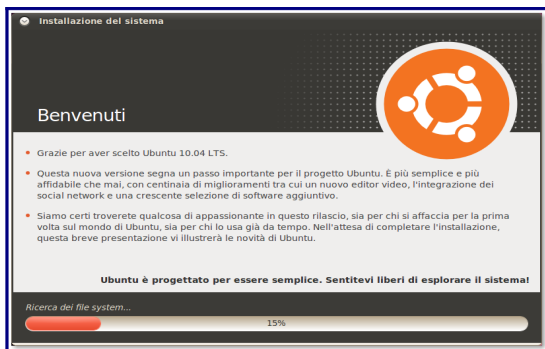 Installazione del sistema
Benvenuti
• Grazie per aver scelto Ubuntu 10.04 LTS.
• Questa nuova versione segna un passo importante per il progetto Ubuntu. È più semplice e più
affidabile che mai, con centinaia di miglioramenti tra cui un nuovo editor video, l'integrazione dei
social network e una crescente selezione di software aggiuntivo.
• Siamo certi troverete qualcosa di appassionante in questo rilascio, sia per chi si affaccia per la prima
volta sul mondo di Ubuntu, sia per chi lo usa già da tempo. Nell'attesa di completare l'installazione,
questa breve presentazione vi illustrerà le novità di Ubuntu.
Ubuntu è progettato per essere semplice. Sentitevi liberi di esplorare il sistema!
Ricerca dei file system...
15%